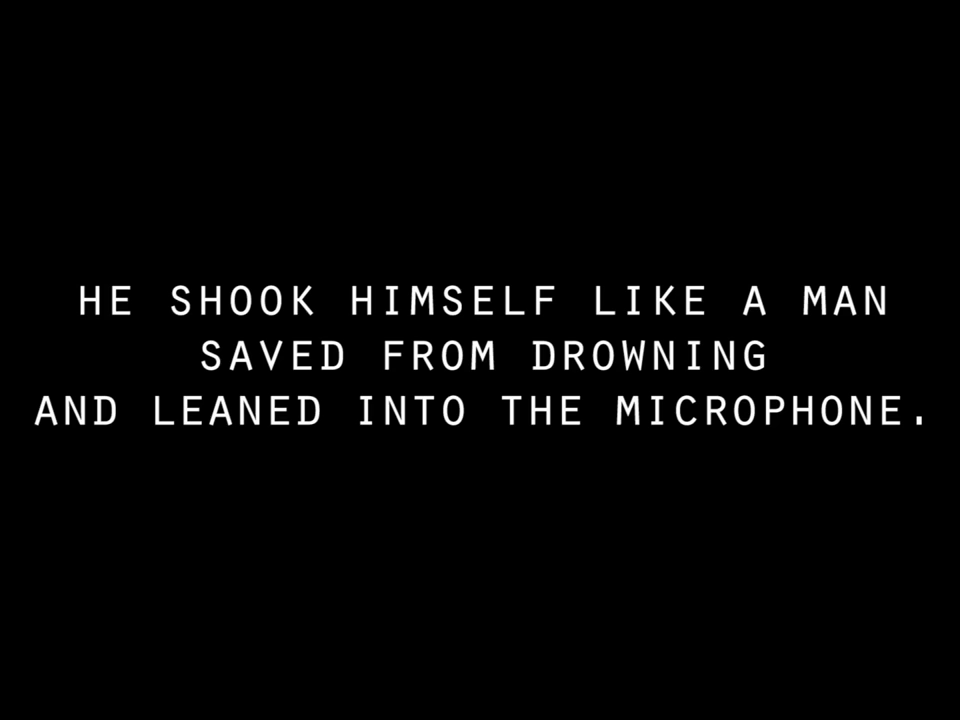 HE SHOOK HIMSELF LIKE A MAN
SAVED FROM DROWNING
AND LEANED INTO THE MICROPHONE.